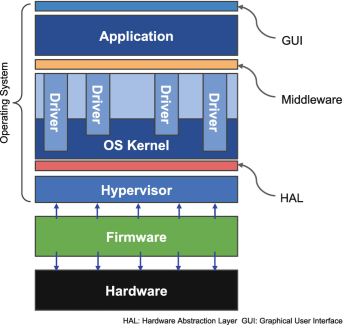 Operating System
Application
GUI
Middleware
Driver
Driver
Driver
Driver
OS Kernel
Hypervisor
HAL
Firmware
Hardware
HAL: Hardware Abstraction Layer GUI: Graphical User Interface